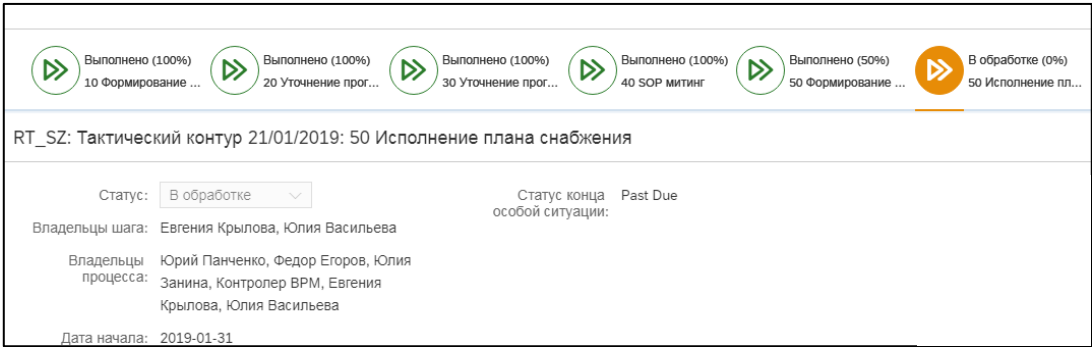 Выполнено (100%)
10 Формирование ...
Выполнено (100%)
20 Уточнение прог...
Выполнено (100%)
30 Уточнение прог...
Выполнено (100%)
40 SOP митинг
Выполнено (50%)
50 Формирование ...
В обработке (0%)
50 Исполнение пл...
RT_SZ: Тактический контур 21/01/2019: 50 Исполнение плана снабжения
Статус: В обработке
Статус конца особой ситуации: Past Due
Владельцы шага: Евгения Крылова, Юлия Васильева
Владельцы процесса: Юрий Панченко, Федор Егоров, Юлия
Занина, Контролер BPM, Евгения
Крылова, Юлия Васильева
Дата начала: 2019-01-31